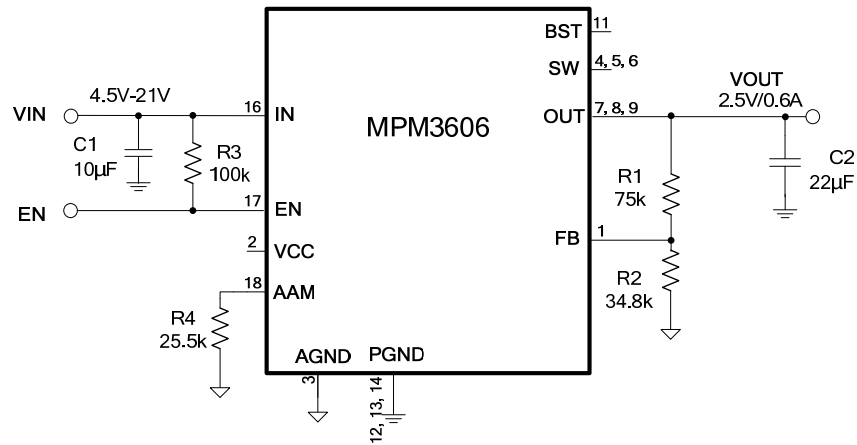 BST
11
SW
4, 5, 6
VOUT
2.5V/0.6A
VIN
4.5V-21V
16
IN
MPM3606
OUT
7, 8, 9
C1
10µF
R3
100k
R1
75k
C2
22µF
EN
17
EN
FB
1
2
VCC
18
AAM
R2
34.8k
R4
25.5k
AGND
PGND
3
12, 13, 14